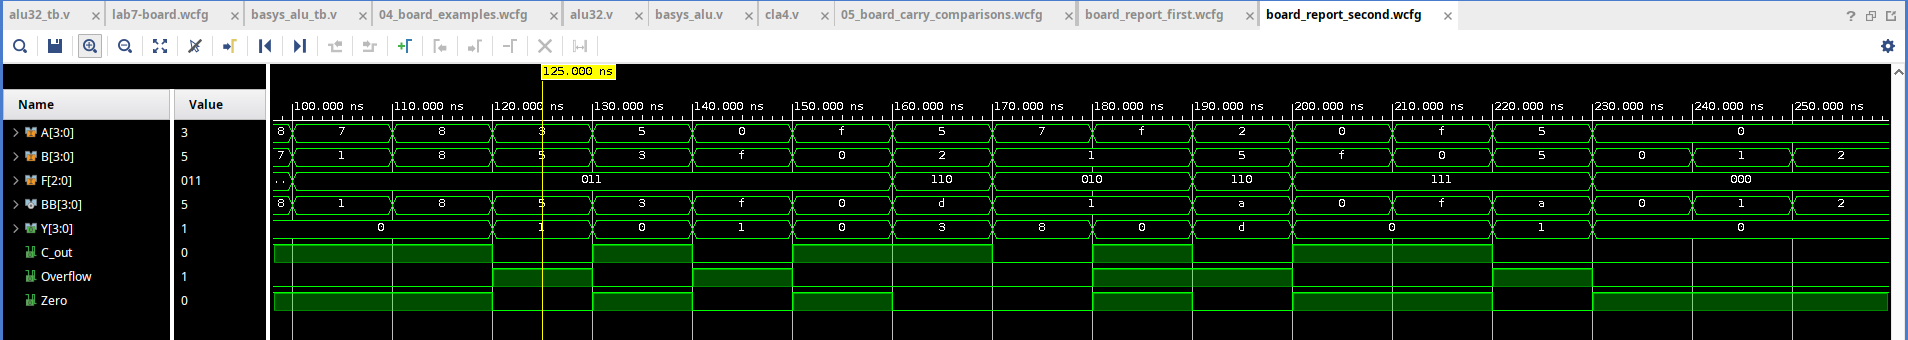 alu32_tb.v × lab7-board.wcfg × basys_alu_tb.v × 04_board_examples.wcfg × alu32.v × basys_alu.v × cla4.v × 05_board_carry_comparisons.wcfg × board_report_first.wcfg × board_report_second.wcfg × ?
125.000 ns
Name Value 100.000 ns 110.000 ns 120.000 ns 130.000 ns 140.000 ns 150.000 ns 160.000 ns 170.000 ns 180.000 ns 190.000 ns 200.000 ns 210.000 ns 220.000 ns 230.000 ns 240.000 ns 250.000 ns
A[3:0] 3 8 7 8 3 5 0 f 5 7 f 2 0 f 5 0
B[3:0] 5 7 1 8 5 3 f 0 2 1 5 f 0 5 0 1 2
F[2:0] 011 .. 011 110 010 110 111 000
BB[3:0] 5 8 1 8 5 3 f 0 d 1 a 0 f a 0 1 2
Y[3:0] 1 0 1 0 1 0 3 8 0 d 0 1 0
C_out 0
Overflow 1
Zero 0